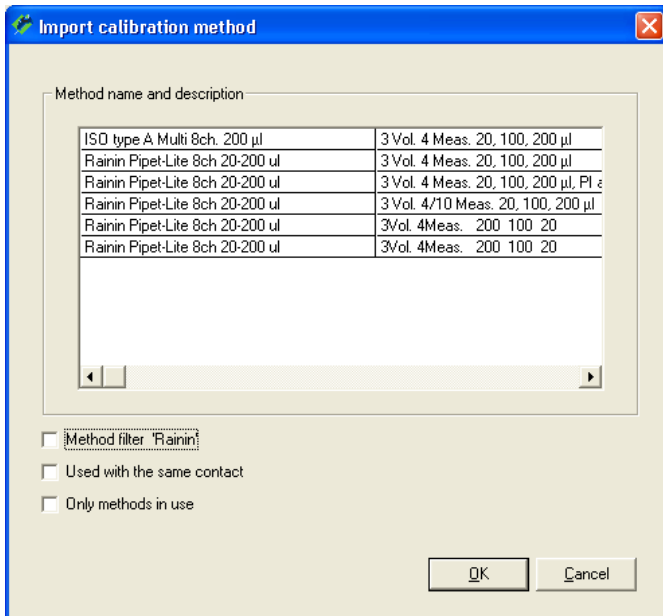 Import calibration method
Method name and description
ISO type A Multi 8ch. 200 µl 3 Vol. 4 Meas. 20, 100, 200 µl
Rainin Pipet-Lite 8ch 20-200 ul 3 Vol. 4 Meas. 20, 100, 200 µl
Rainin Pipet-Lite 8ch 20-200 ul 3 Vol. 4 Meas. 20, 100, 200 µl, PI a
Rainin Pipet-Lite 8ch 20-200 ul 3 Vol. 4/10 Meas. 20, 100, 200 µl
Rainin Pipet-Lite 8ch 20-200 ul 3Vol. 4Meas. 200 100 20
Rainin Pipet-Lite 8ch 20-200 ul 3Vol. 4Meas. 200 100 20
Method filter 'Rainin'
Used with the same contact
Only methods in use
OK Cancel